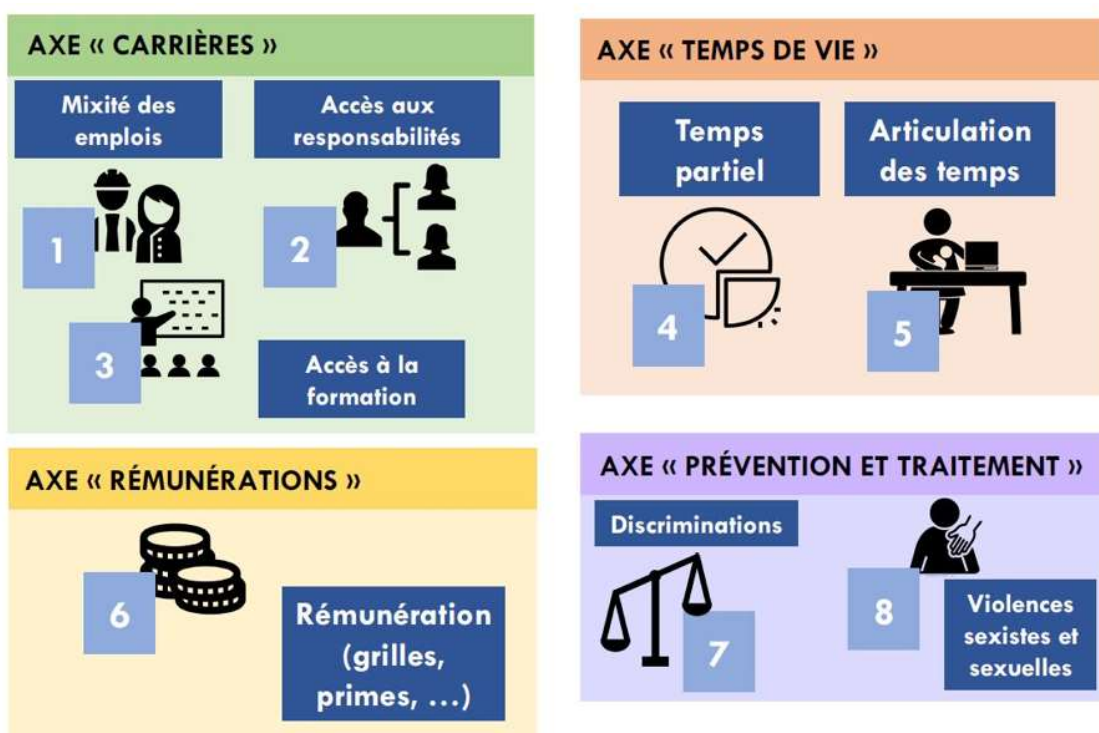 AXE « CARRIÈRES »
Mixité des
emplois
Accès aux
responsabilités
1
2
3
Accès à la
formation
AXE « TEMPS DE VIE »
Temps
partiel
Articulation
des temps
4
5
AXE « RÉMUNÉRATIONS »
6
Rémunération
(grilles,
primes, ...)
AXE « PRÉVENTION ET TRAITEMENT »
Discriminations
7
8
Violences
sexistes et
sexuelles